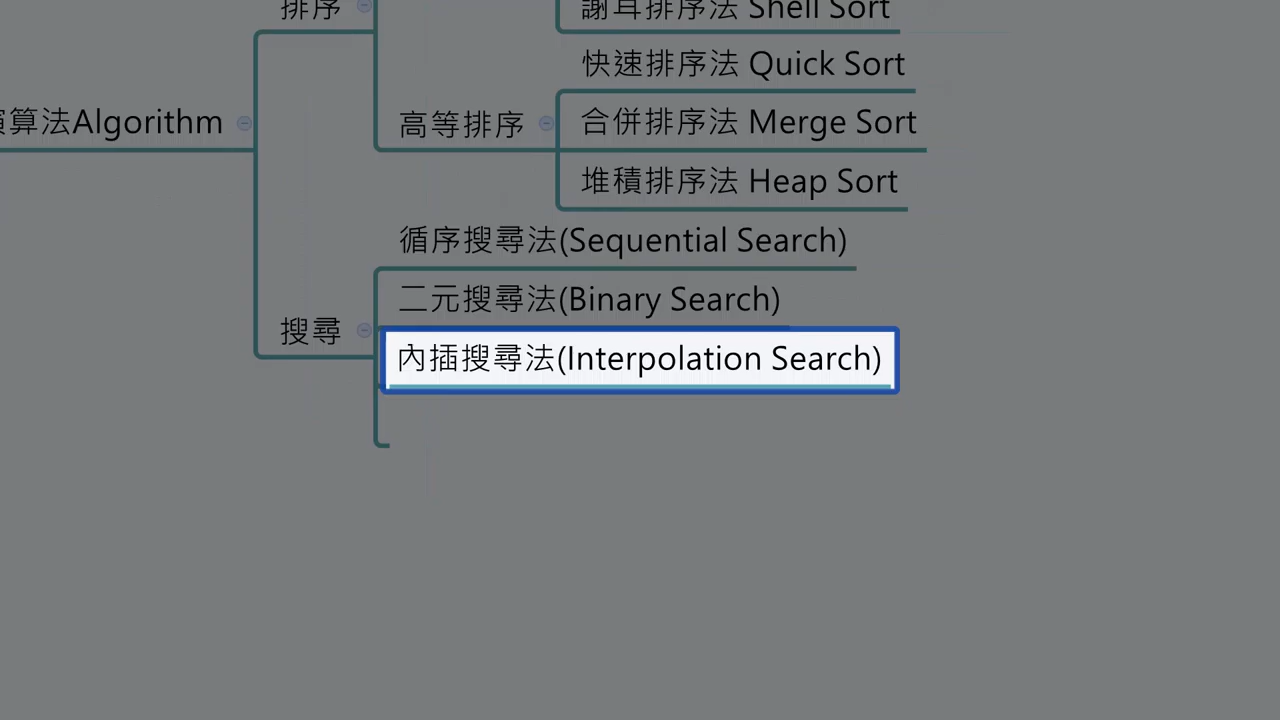 排序
謝耳排序法 Shell Sort
快速排序法 Quick Sort
演算法Algorithm
高等排序
合併排序法 Merge Sort
堆積排序法 Heap Sort
循序搜尋法(Sequential Search)
二元搜尋法(Binary Search)
搜尋
內插搜尋法(Interpolation Search)